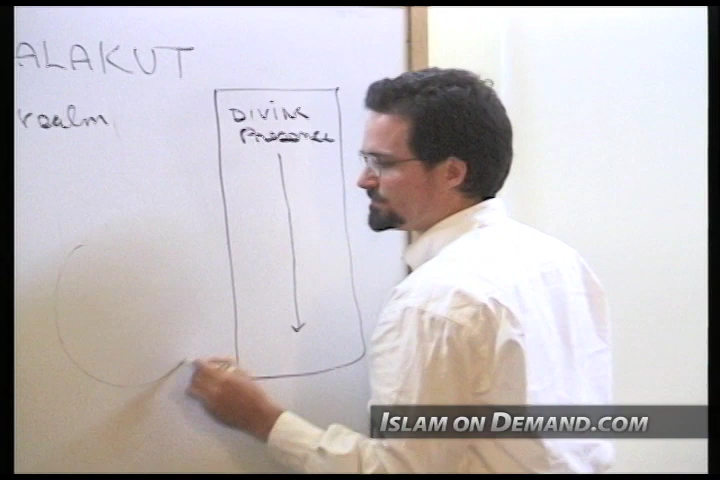 ALAKUT
realm
DIVINE
Presence
ISLAM ON DEMAND.COM